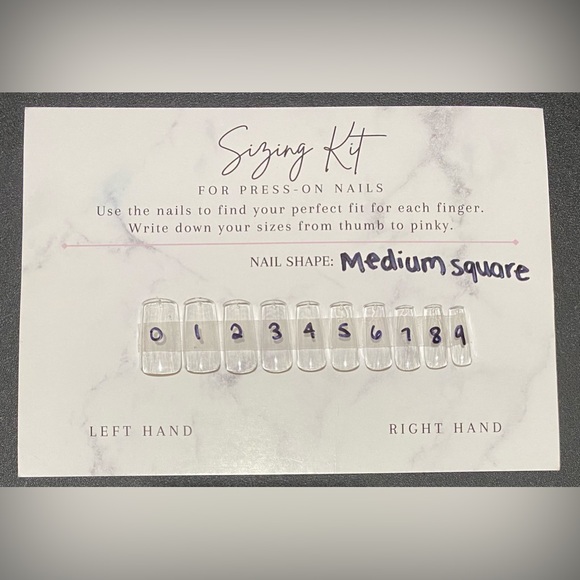 Sizing Kit
FOR PRESS-ON NAILS
Use the nails to find your perfect fit for each finger.
Write down your sizes from thumb to pinky.
NAIL SHAPE: Medium square
0 1 2 3 4 5 6 7 8 9
LEFT HAND RIGHT HAND